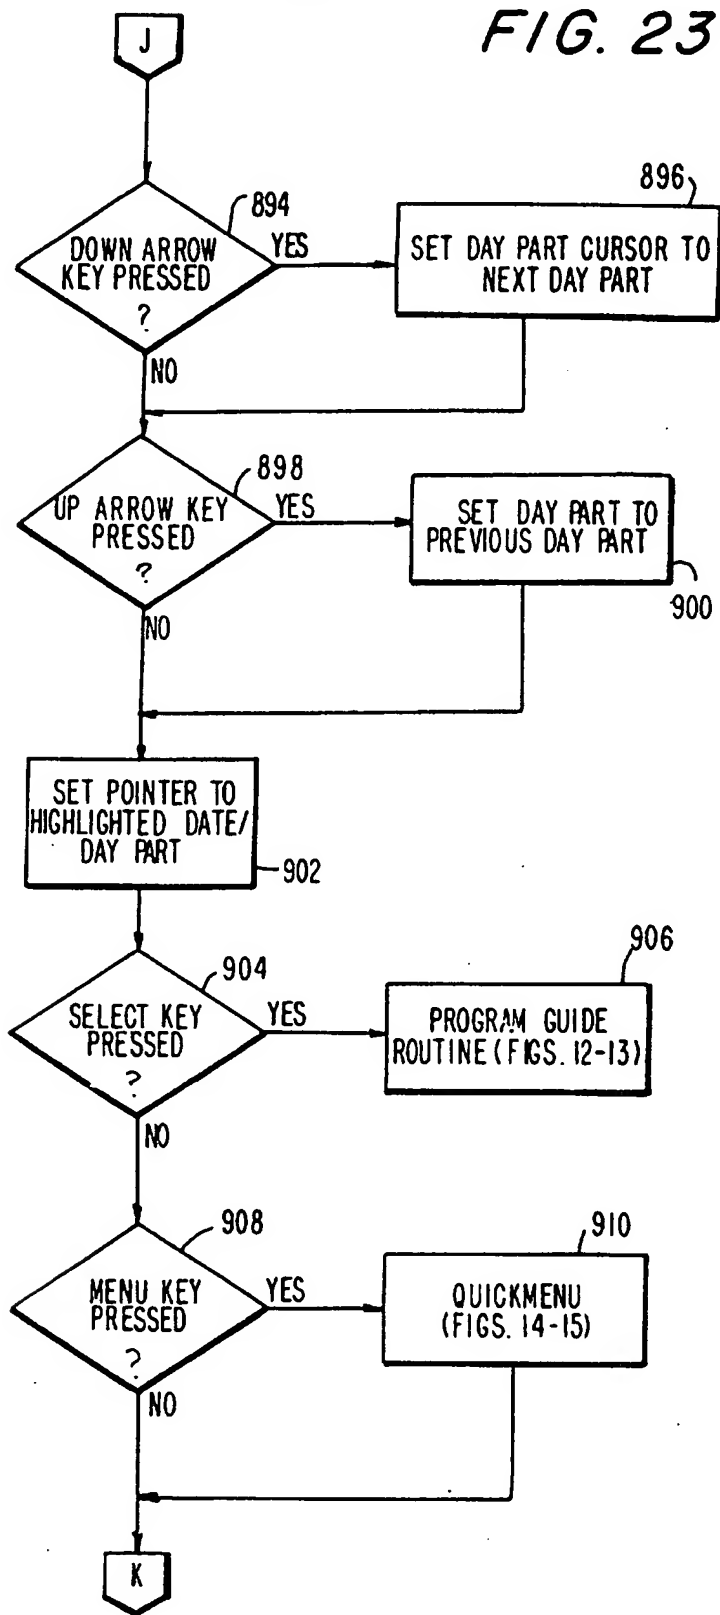 FIG. 23
J
894
DOWN ARROW
KEY PRESSED
?
YES
NO
896
SET DAY PART CURSOR TO
NEXT DAY PART
898
UP ARROW KEY
PRESSED
?
YES
NO
SET DAY PART TO
PREVIOUS DAY PART
900
SET POINTER TO
HIGHLIGHTED DATE/
DAY PART
902
904
SELECT KEY
PRESSED
?
YES
NO
906
PROGRAM GUIDE
ROUTINE (FIGS. 12-13)
908
MENU KEY
PRESSED
?
YES
NO
910
QUICKMENU
(FIGS. 14-15)
K